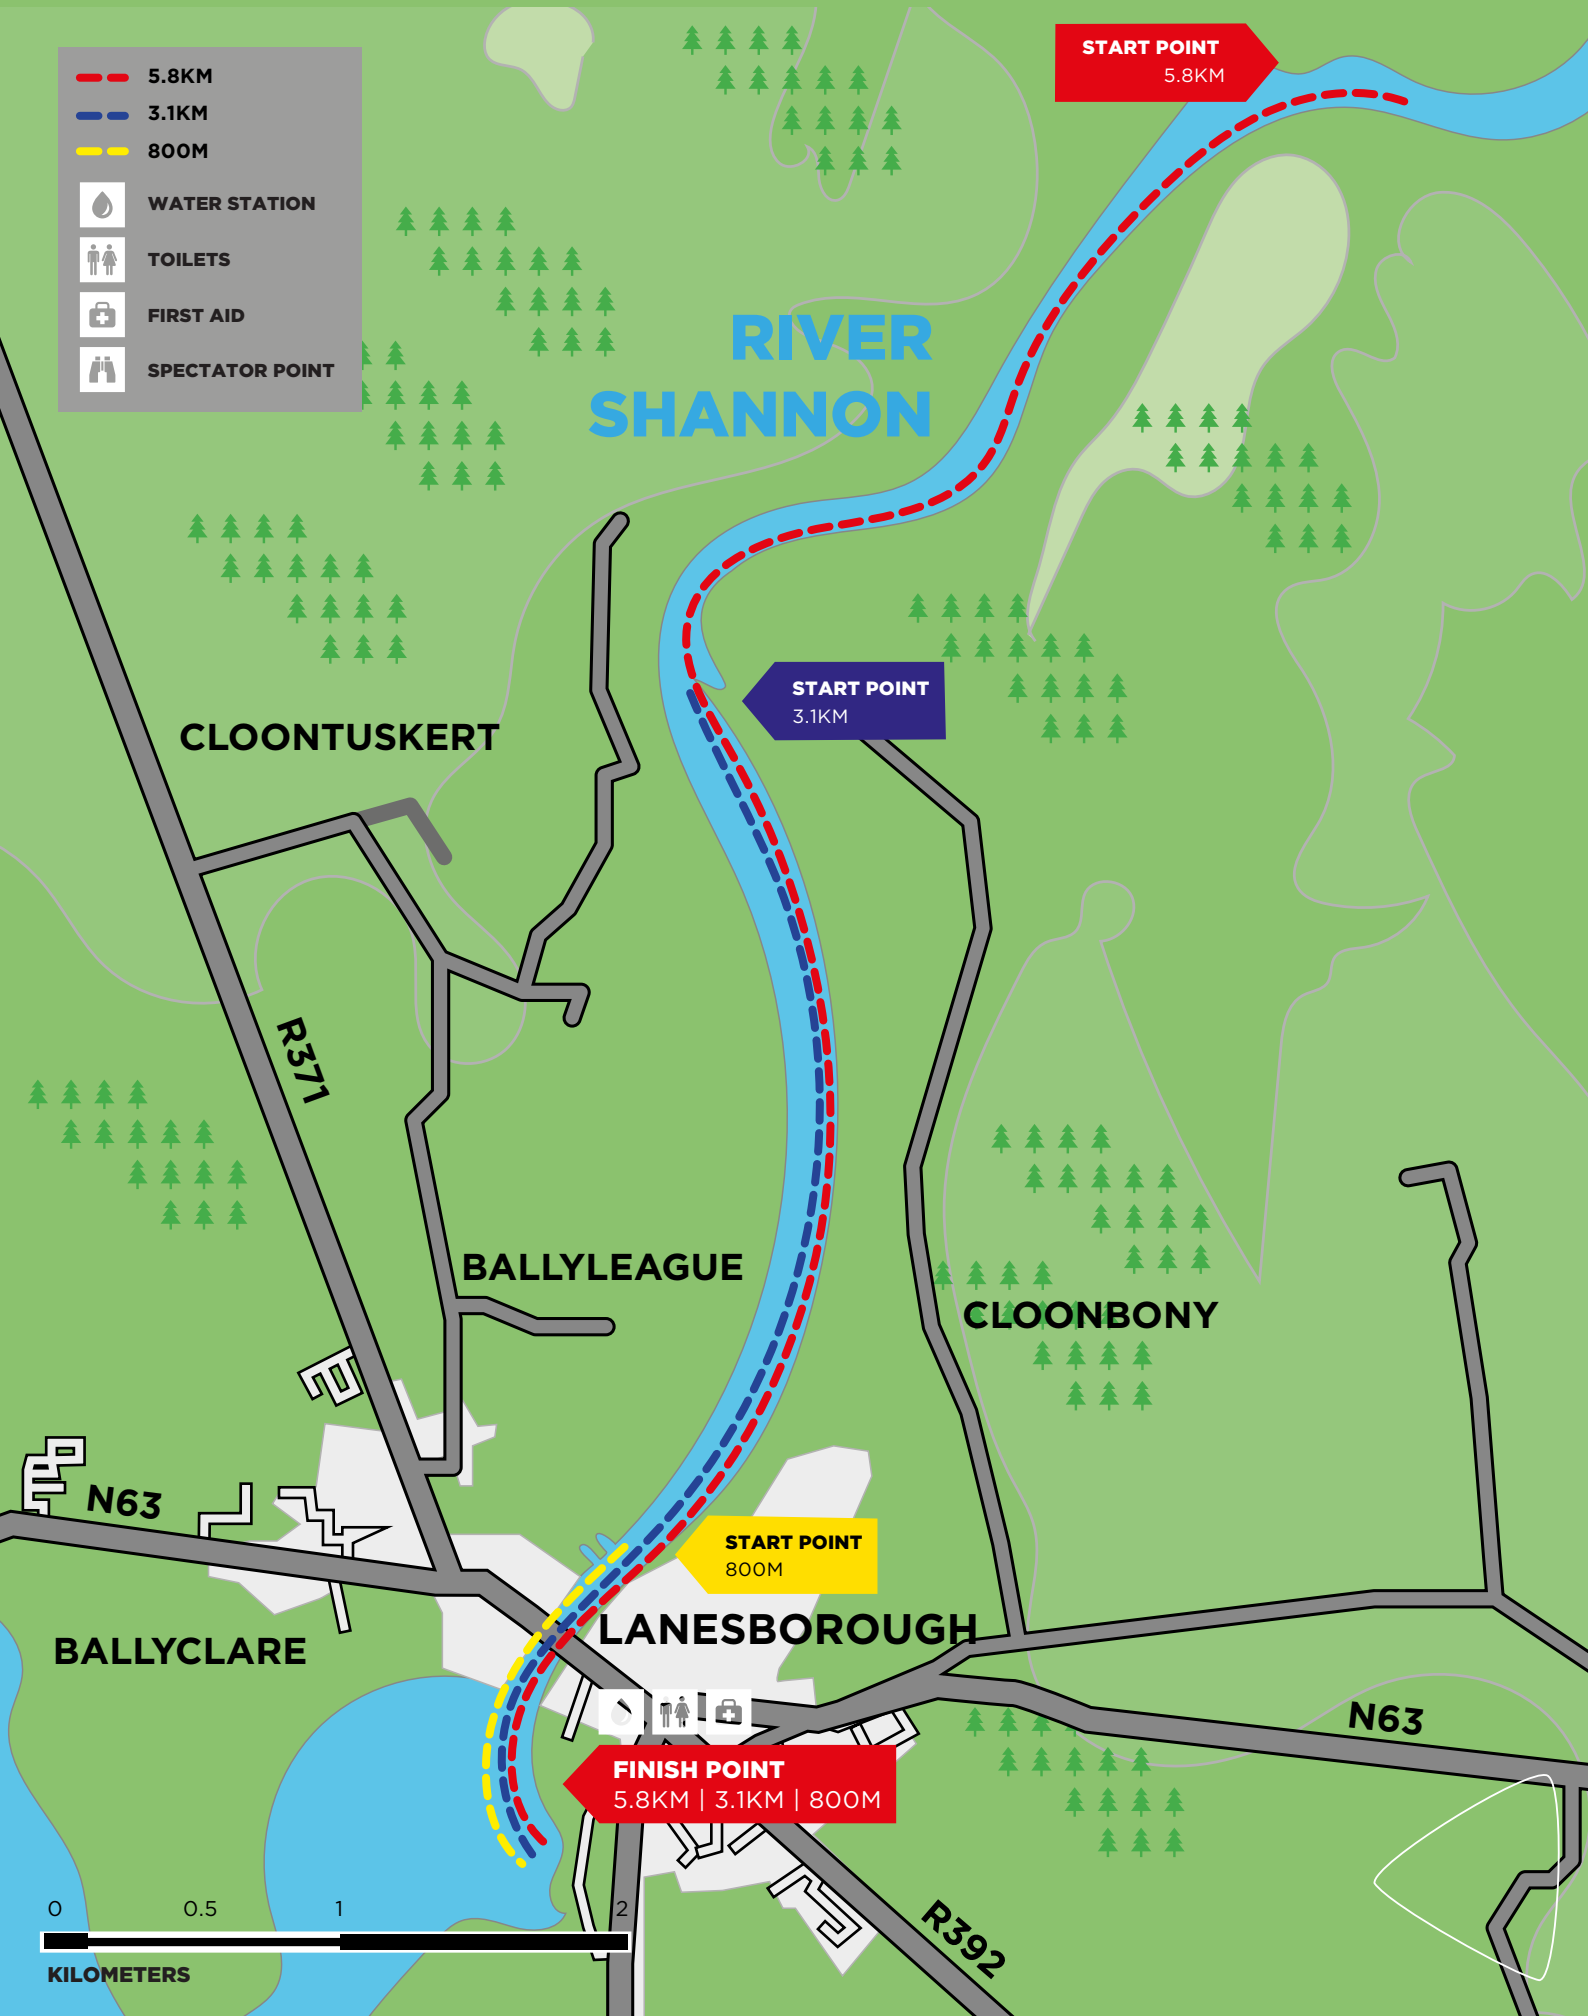 START POINT
5.8KM
5.8KM
3.1KM
800M
WATER STATION
TOILETS
FIRST AID
SPECTATOR POINT
RIVER
SHANNON
START POINT
3.1KM
CLOONTUSKERT
R371
BALLYLEAGUE
CLOONBONY
N63
START POINT
800M
LANESBOROUGH
BALLYCLARE
N63
FINISH POINT
5.8KM | 3.1KM | 800M
0 0.5 1 2
R392
KILOMETERS